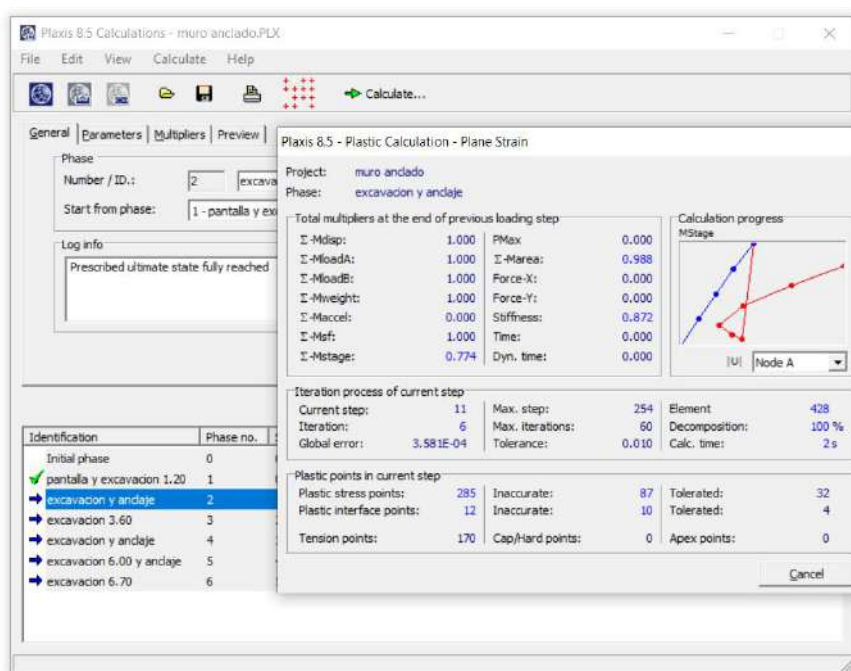 Plaxis 8.5 Calculations - muro anclado.PLX
File Edit View Calculate Help
Calculate...
General Parameters Multipliers Preview
Phase
Number / ID.: 2 excava
Start from phase: 1 - pantalla y ex
Log info
Prescribed ultimate state fully reached
Identification Phase no.
Initial phase 0
pantalla y excavacion 1.20 1
excavacion y anclaje 2
excavacion 3.60 3
excavacion y anclaje 4
excavacion 6.00 y anclaje 5
excavacion 6.70 6
Plaxis 8.5 - Plastic Calculation - Plane Strain
Project: muro anclado
Phase: excavacion y anclaje
Total multipliers at the end of previous loading step
Σ-Mdisp: 1.000 PMax 0.000
Σ-MloadA: 1.000 Σ-Marea: 0.988
Σ-MloadB: 1.000 Force-X: 0.000
Σ-Mweight: 1.000 Force-Y: 0.000
Σ-Maccel: 0.000 Stiffness: 0.872
Σ-Msf: 1.000 Time: 0.000
Σ-Mstage: 0.774 Dyn. time: 0.000
Calculation progress
MStage
|U| Node A
Iteration process of current step
Current step: 11 Max. step: 254 Element 428
Iteration: 6 Max. iterations: 60 Decomposition: 100 %
Global error: 3.581E-04 Tolerance: 0.010 Calc. time: 2 s
Plastic points in current step
Plastic stress points: 285 Inaccurate: 87 Tolerated: 32
Plastic interface points: 12 Inaccurate: 10 Tolerated: 4
Tension points: 170 Cap/Hard points: 0 Apex points: 0
Cancel